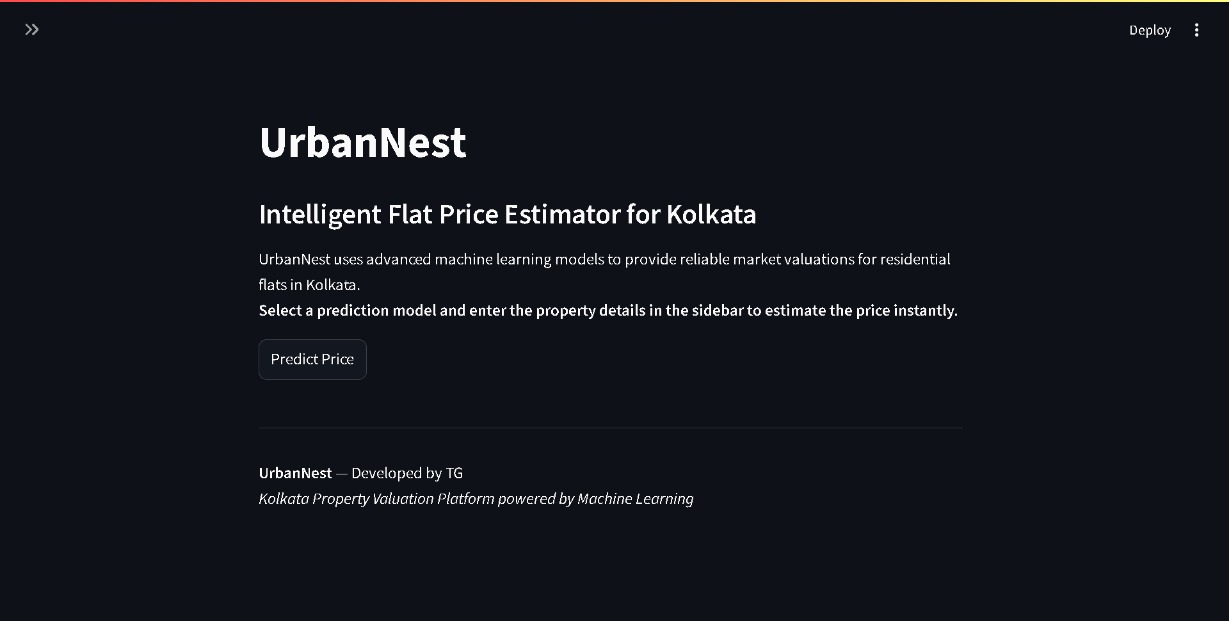 Deploy
UrbanNest
Intelligent Flat Price Estimator for Kolkata
UrbanNest uses advanced machine learning models to provide reliable market valuations for residential
flats in Kolkata.
Select a prediction model and enter the property details in the sidebar to estimate the price instantly.
Predict Price
UrbanNest — Developed by TG
Kolkata Property Valuation Platform powered by Machine Learning